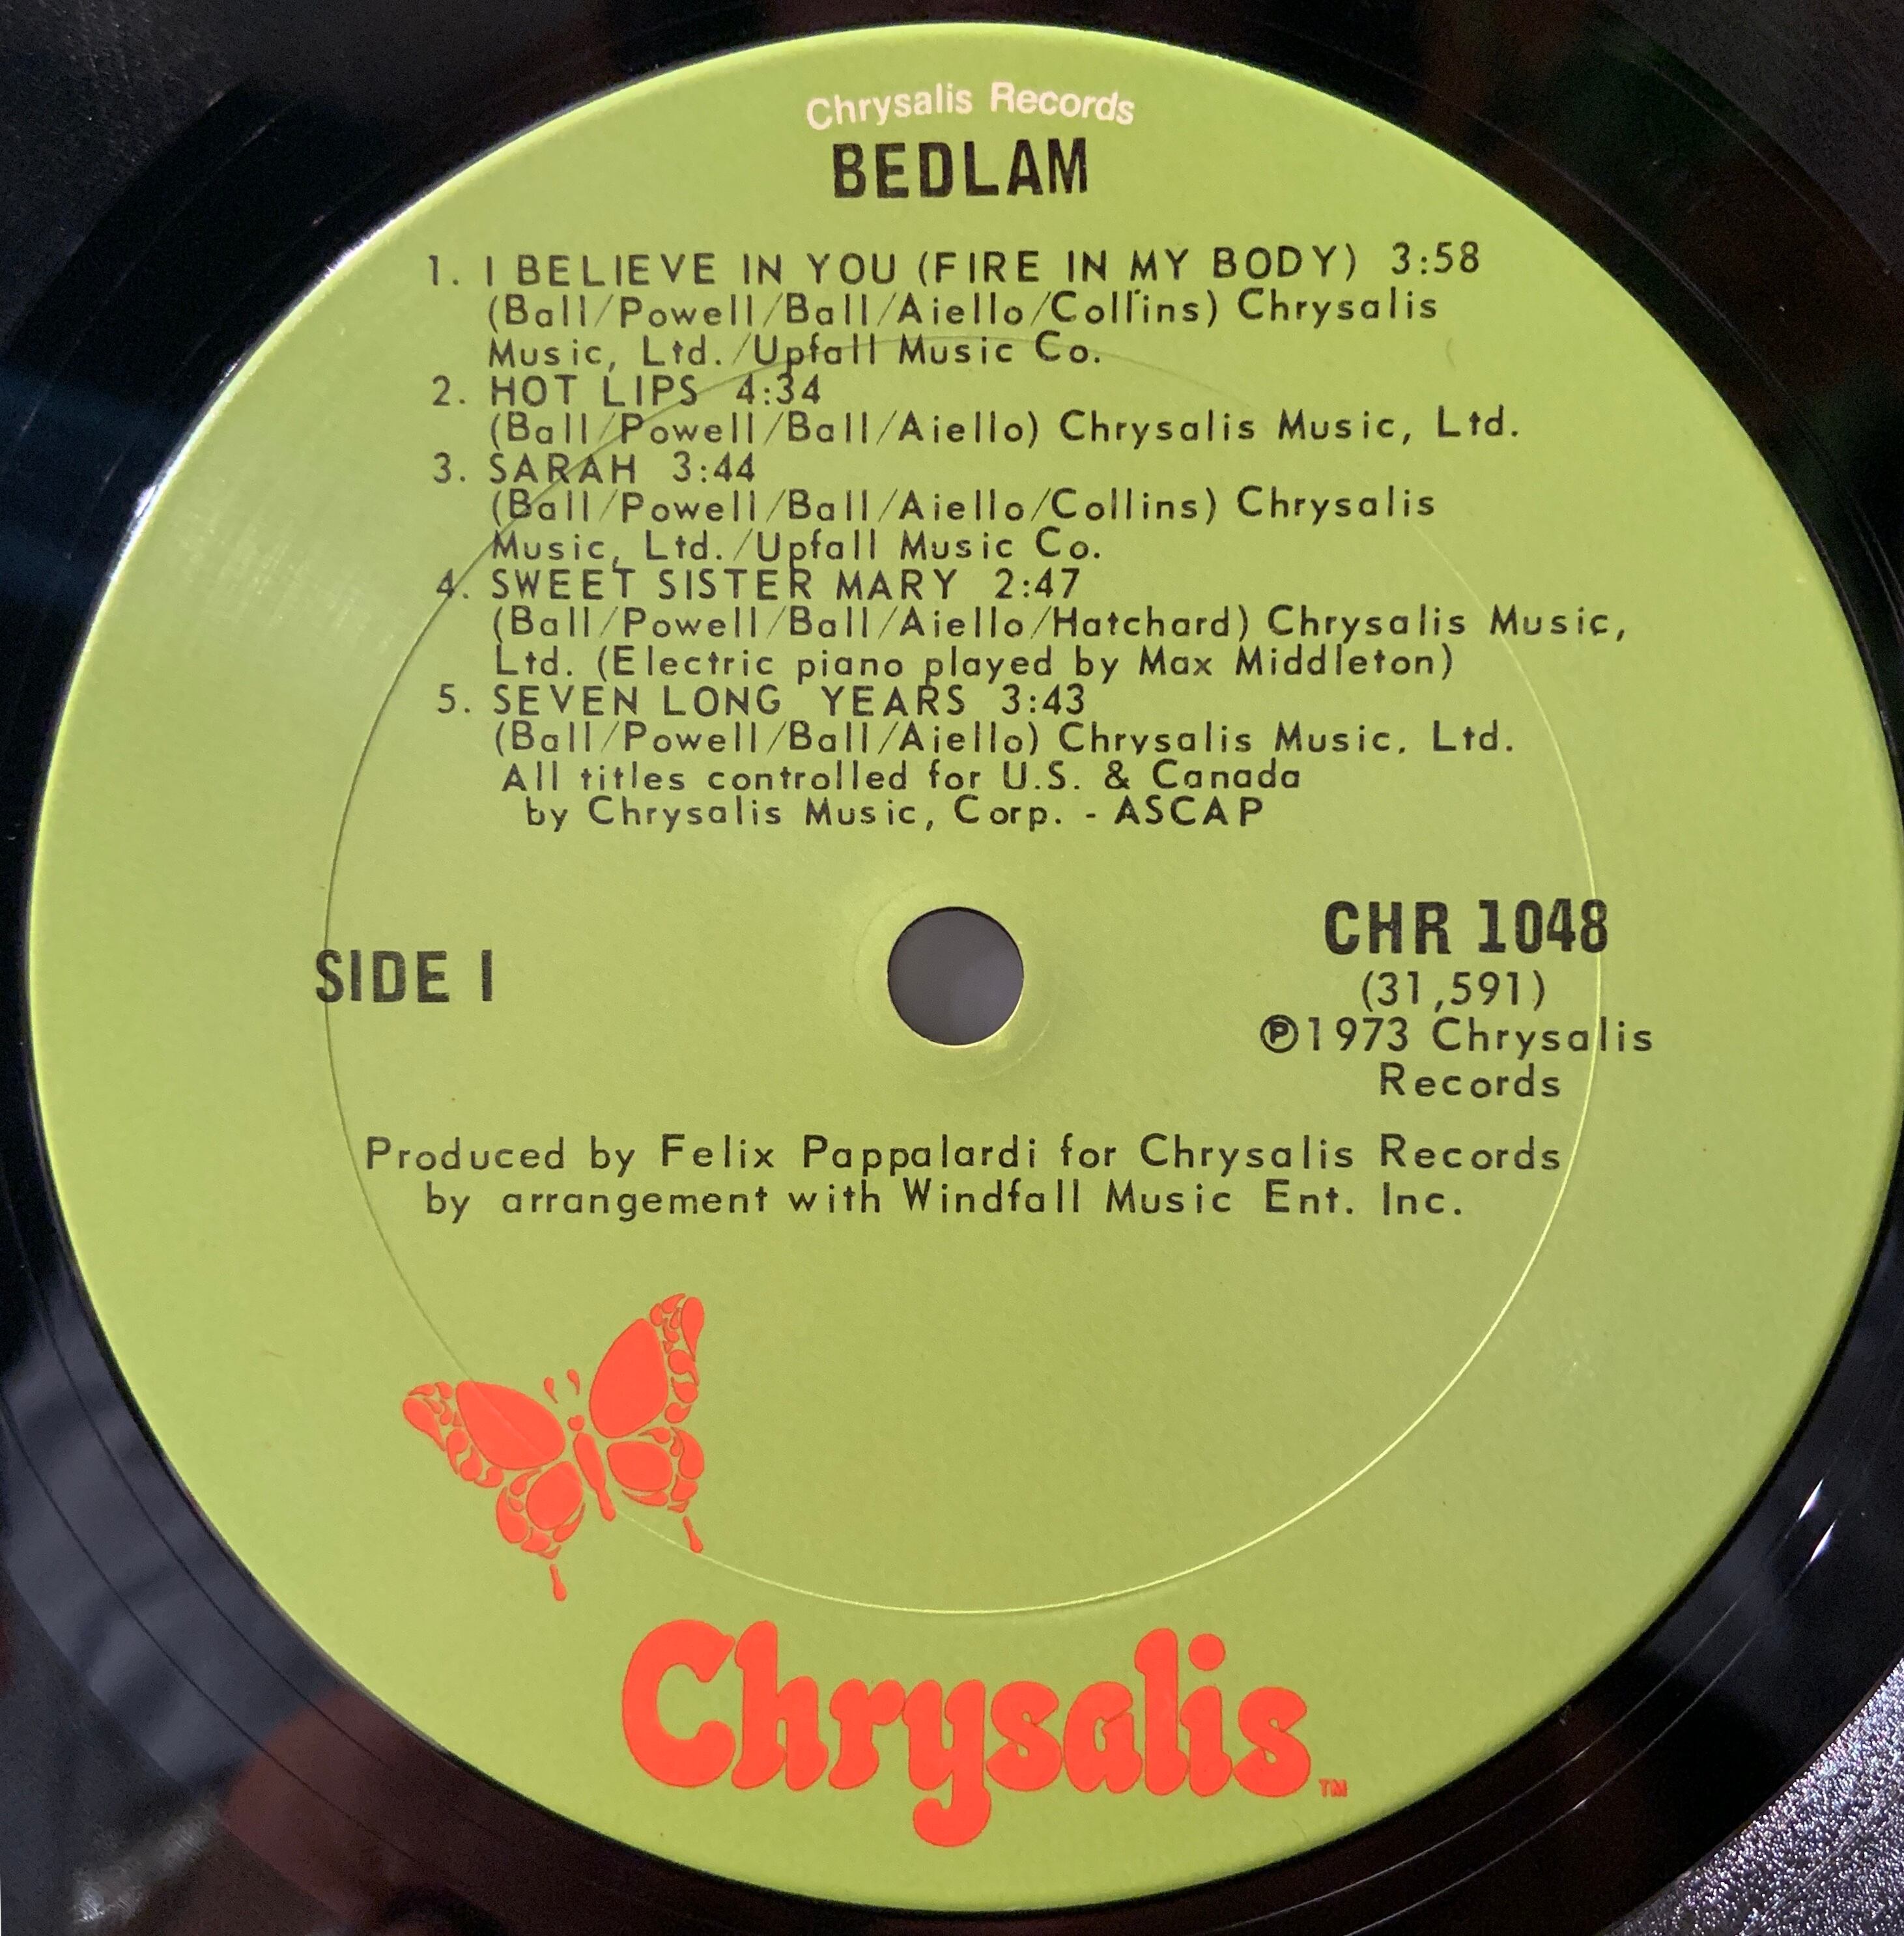 Chrysalis Records
BEDLAM
1. I BELIEVE IN YOU (FIRE IN MY BODY) 3:58
(Ball/Powell/Ball/Aiello/Collins) Chrysalis
Music, Ltd./Upfall Music Co.
2. HOT LIPS 4:34
(Ball/Powell/Ball/Aiello) Chrysalis Music, Ltd.
3. SARAH 3:44
(Ball/Powell/Ball/Aiello/Collins) Chrysalis
Music, Ltd./Upfall Music Co.
4. SWEET SISTER MARY 2:47
(Ball/Powell/Ball/Aiello/Hatchard) Chrysalis Music,
Ltd. (Electric piano played by Max Middleton)
5. SEVEN LONG YEARS 3:43
(Ball/Powell/Ball/Aiello) Chrysalis Music, Ltd.
All titles controlled for U.S. & Canada
by Chrysalis Music, Corp. - ASCAP
SIDE I
CHR 1048
(31,591)
℗1973 Chrysalis
Records
Produced by Felix Pappalardi for Chrysalis Records
by arrangement with Windfall Music Ent. Inc.
Chrysalis TM